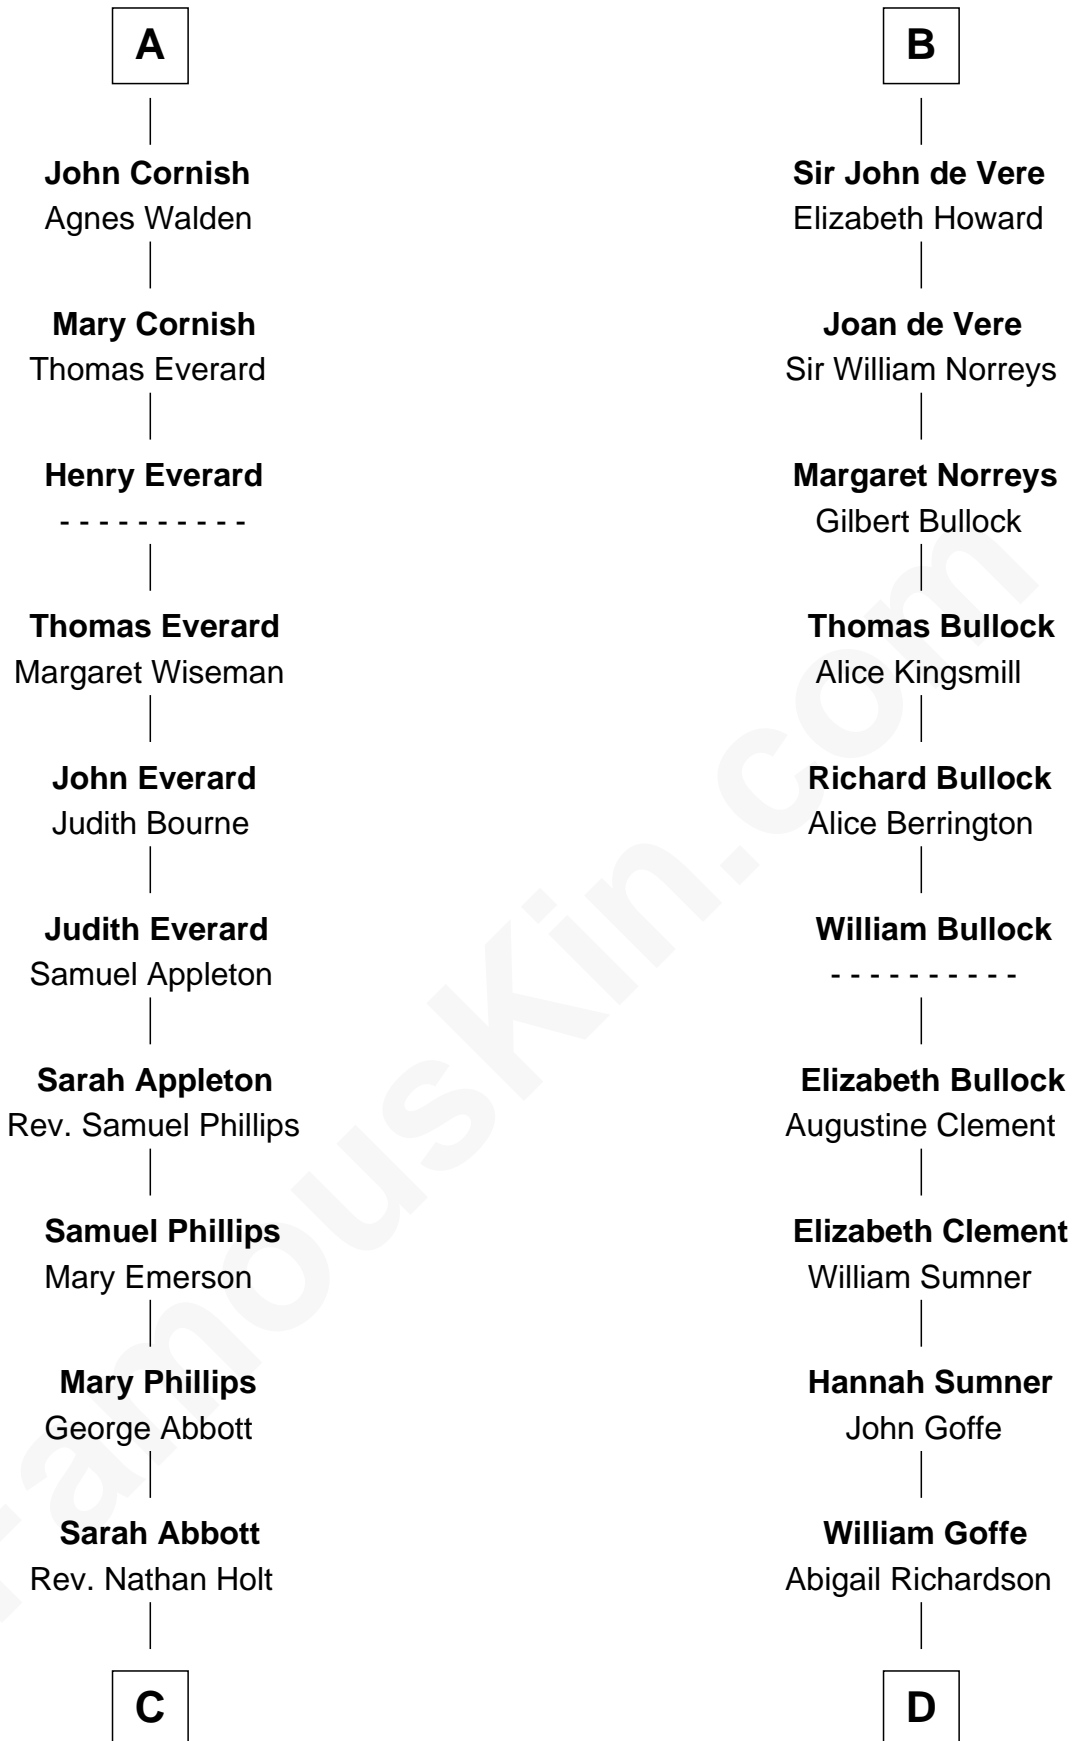 A
John Cornish
Agnes Walden
Mary Cornish
Thomas Everard
Henry Everard
- - - - - - - - - -
Thomas Everard
Margaret Wiseman
John Everard
Judith Bourne
Judith Everard
Samuel Appleton
Sarah Appleton
Rev. Samuel Phillips
Samuel Phillips
Mary Emerson
Mary Phillips
George Abbott
Sarah Abbott
Rev. Nathan Holt
C
B
Sir John de Vere
Elizabeth Howard
Joan de Vere
Sir William Norreys
Margaret Norreys
Gilbert Bullock
Thomas Bullock
Alice Kingsmill
Richard Bullock
Alice Berrington
William Bullock
- - - - - - - - - -
Elizabeth Bullock
Augustine Clement
Elizabeth Clement
William Sumner
Hannah Sumner
John Goffe
William Goffe
Abigail Richardson
D
FamousKin.com